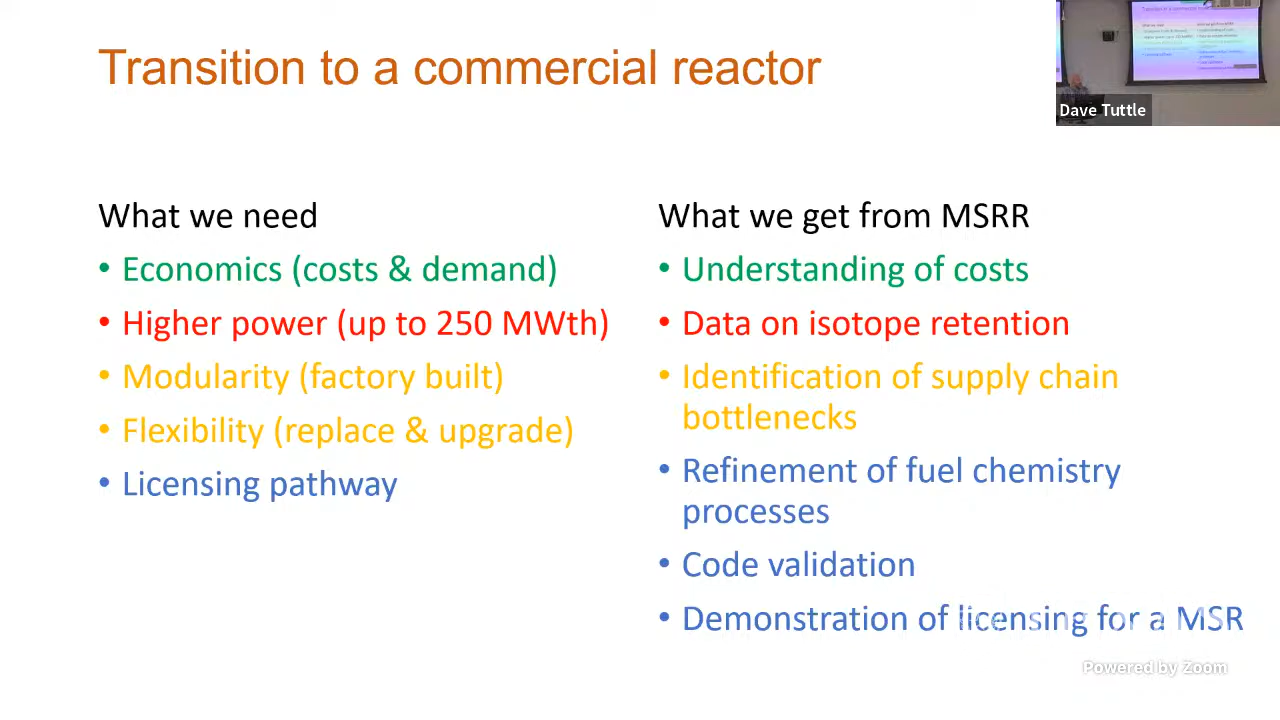 Transition to a commercial reactor
Dave Tuttle
What we need
• Economics (costs & demand)
• Higher power (up to 250 MWth)
• Modularity (factory built)
• Flexibility (replace & upgrade)
• Licensing pathway
What we get from MSRR
• Understanding of costs
• Data on isotope retention
• Identification of supply chain
bottlenecks
• Refinement of fuel chemistry
processes
• Code validation
• Demonstration of licensing for a MSR
Powered by Zoom